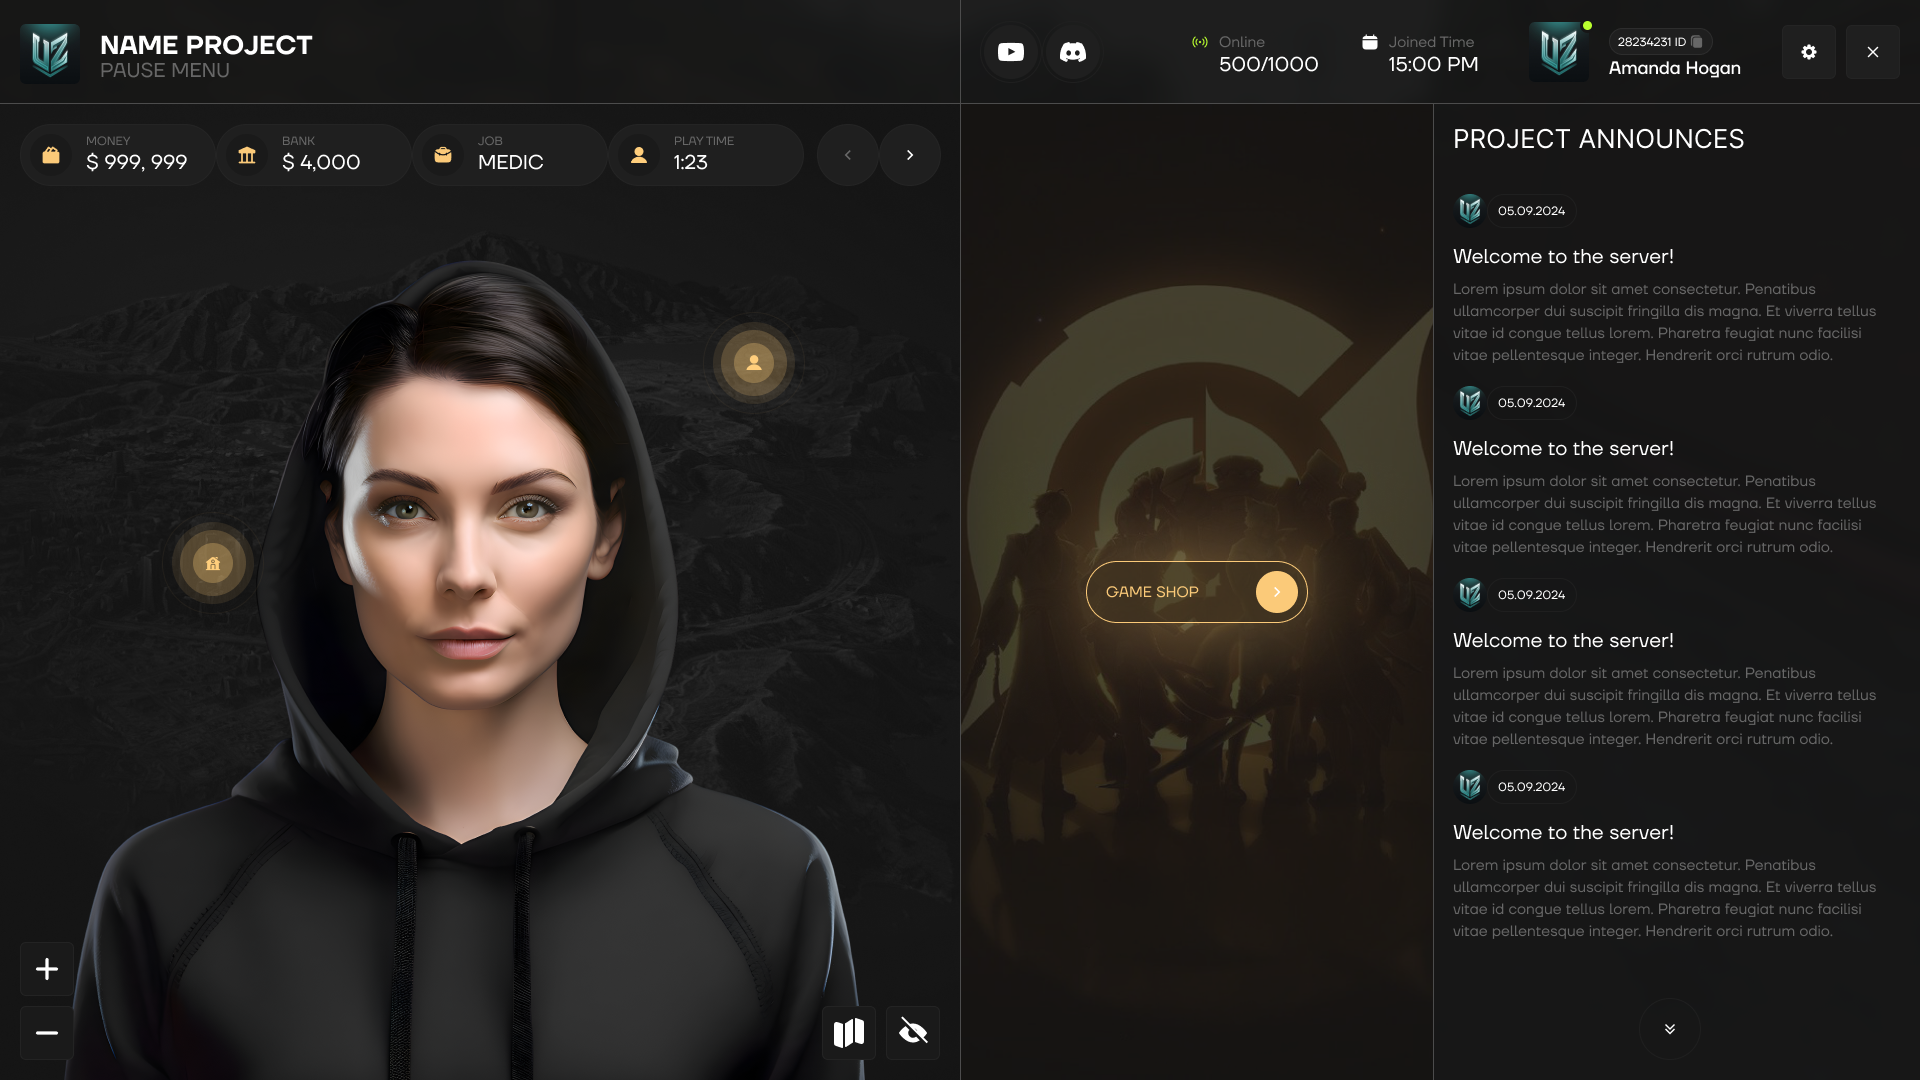 NAME PROJECT
PAUSE MENU
Online
500/1000
Joined Time
15:00 PM
28234231 ID
Amanda Hogan
MONEY
$ 999, 999
BANK
$ 4,000
JOB
MEDIC
PLAY TIME
1:23
GAME SHOP
PROJECT ANNOUNCES
05.09.2024
Welcome to the server!
Lorem ipsum dolor sit amet consectetur. Penatibus
ullamcorper dui suscipit fringilla dis magna. Et viverra tellus
vitae id congue tellus lorem. Pharetra feugiat nunc facilisi
vitae pellentesque integer. Hendrerit orci rutrum odio.
05.09.2024
Welcome to the server!
Lorem ipsum dolor sit amet consectetur. Penatibus
ullamcorper dui suscipit fringilla dis magna. Et viverra tellus
vitae id congue tellus lorem. Pharetra feugiat nunc facilisi
vitae pellentesque integer. Hendrerit orci rutrum odio.
05.09.2024
Welcome to the server!
Lorem ipsum dolor sit amet consectetur. Penatibus
ullamcorper dui suscipit fringilla dis magna. Et viverra tellus
vitae id congue tellus lorem. Pharetra feugiat nunc facilisi
vitae pellentesque integer. Hendrerit orci rutrum odio.
05.09.2024
Welcome to the server!
Lorem ipsum dolor sit amet consectetur. Penatibus
ullamcorper dui suscipit fringilla dis magna. Et viverra tellus
vitae id congue tellus lorem. Pharetra feugiat nunc facilisi
vitae pellentesque integer. Hendrerit orci rutrum odio.